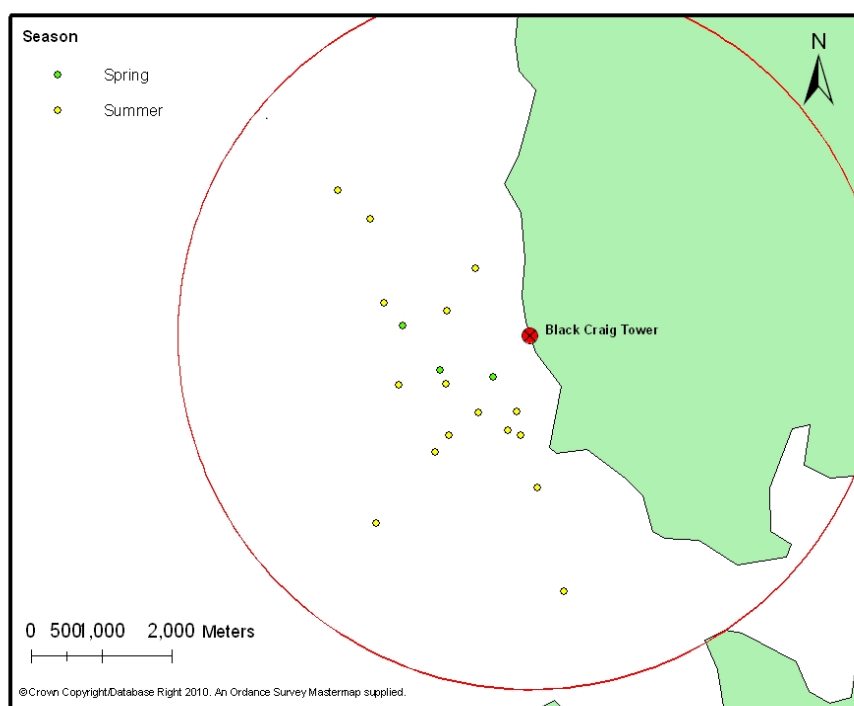 Season
Spring
Summer
N
Black Craig Tower
0 5001,000 2,000 Meters
©Crown Copyright/Database Right 2010. An Ordance Survey Mastermap supplied.